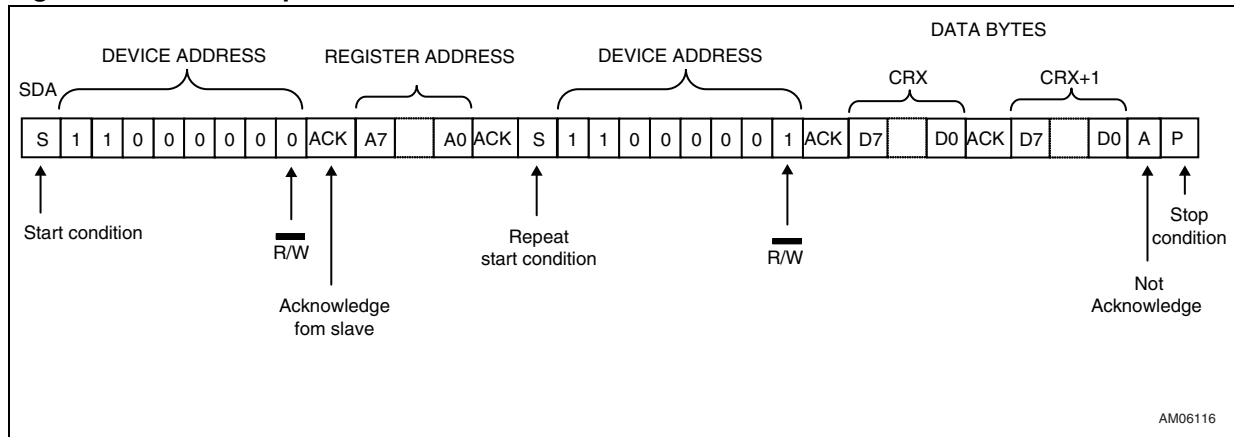 DATA BYTES
DEVICE ADDRESS REGISTER ADDRESS DEVICE ADDRESS
CRX CRX+1
SDA
S 1 1 0 0 0 0 0 0 ACK A7 A0 ACK S 1 1 0 0 0 0 0 1 ACK D7 D0 ACK D7 D0 A P
Start condition
R/W
Acknowledge
fom slave
Repeat
start condition
R/W
Not
Acknowledge
Stop
condition
AM06116